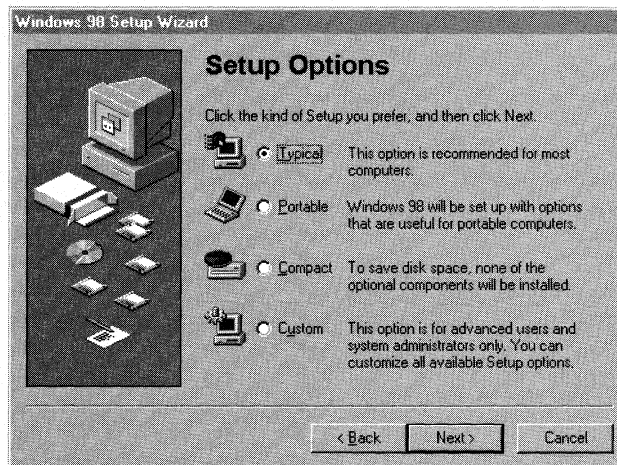 Windows 98 Setup Wizard
Setup Options
Click the kind of Setup you prefer, and then click Next.
Typical
This option is recommended for most
computers.
Portable
Windows 98 will be set up with options
that are useful for portable computers.
Compact
To save disk space, none of the
optional components will be installed.
Custom
This option is for advanced users and
system administrators only. You can
customize all available Setup options.
< Back
Next >
Cancel